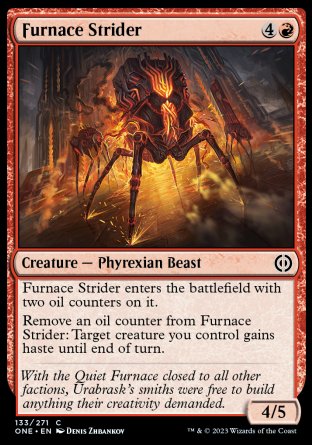 Furnace Strider 4
Creature — Phyrexian Beast
Furnace Strider enters the battlefield with
two oil counters on it.
Remove an oil counter from Furnace
Strider: Target creature you control gains
haste until end of turn.
With the Quiet Furnace closed to all other
factions, Urabrask's smiths were free to build
anything their creativity demanded.
4/5
133/271 C
ONE • EN Denis Zhbankov
™ & © 2023 Wizards of the Coast